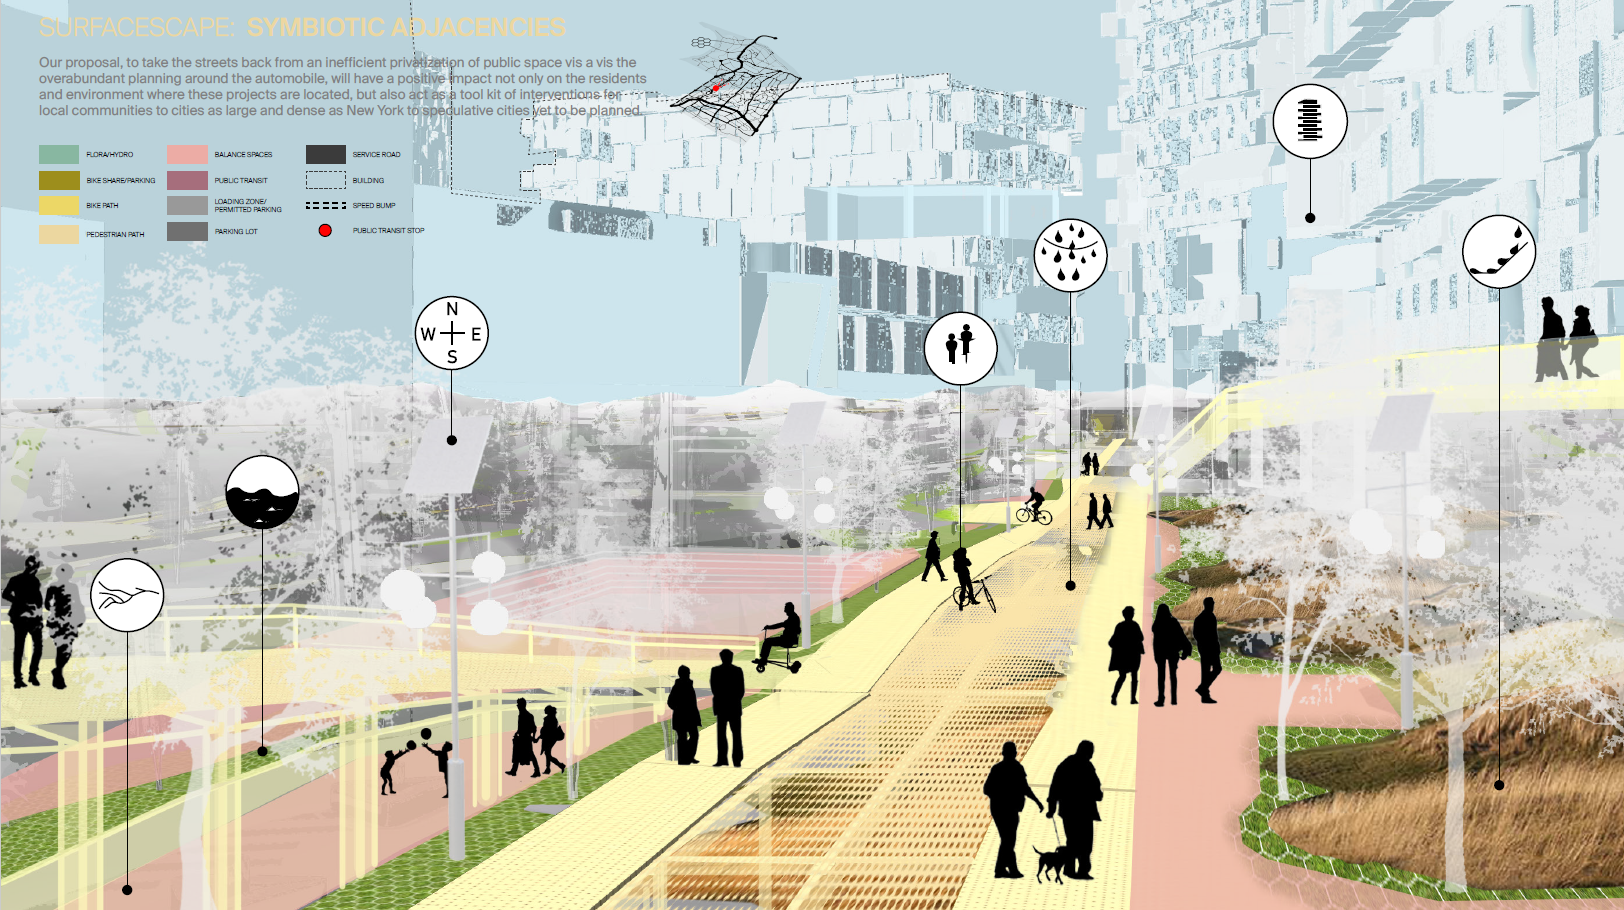 SURFACESCAPE: SYMBIOTIC ADJACENCIES
Our proposal, to take the streets back from an inefficient privatization of public space vis a vis the
overabundant planning around the automobile, will have a positive impact not only on the residents
and environment where these projects are located, but also act as a tool kit of interventions for
local communities to cities as large and dense as New York to speculative cities yet to be planned.
FLORA/HYDRO
BIKE SHARE/PARKING
BIKE PATH
PEDESTRIAN PATH
BALANCE SPACES
PUBLIC TRANSIT
LOADING ZONE/
PERMITTED PARKING
PARKING LOT
SERVICE ROAD
BUILDING
SPEED BUMP
PUBLIC TRANSIT STOP
N
W E
S